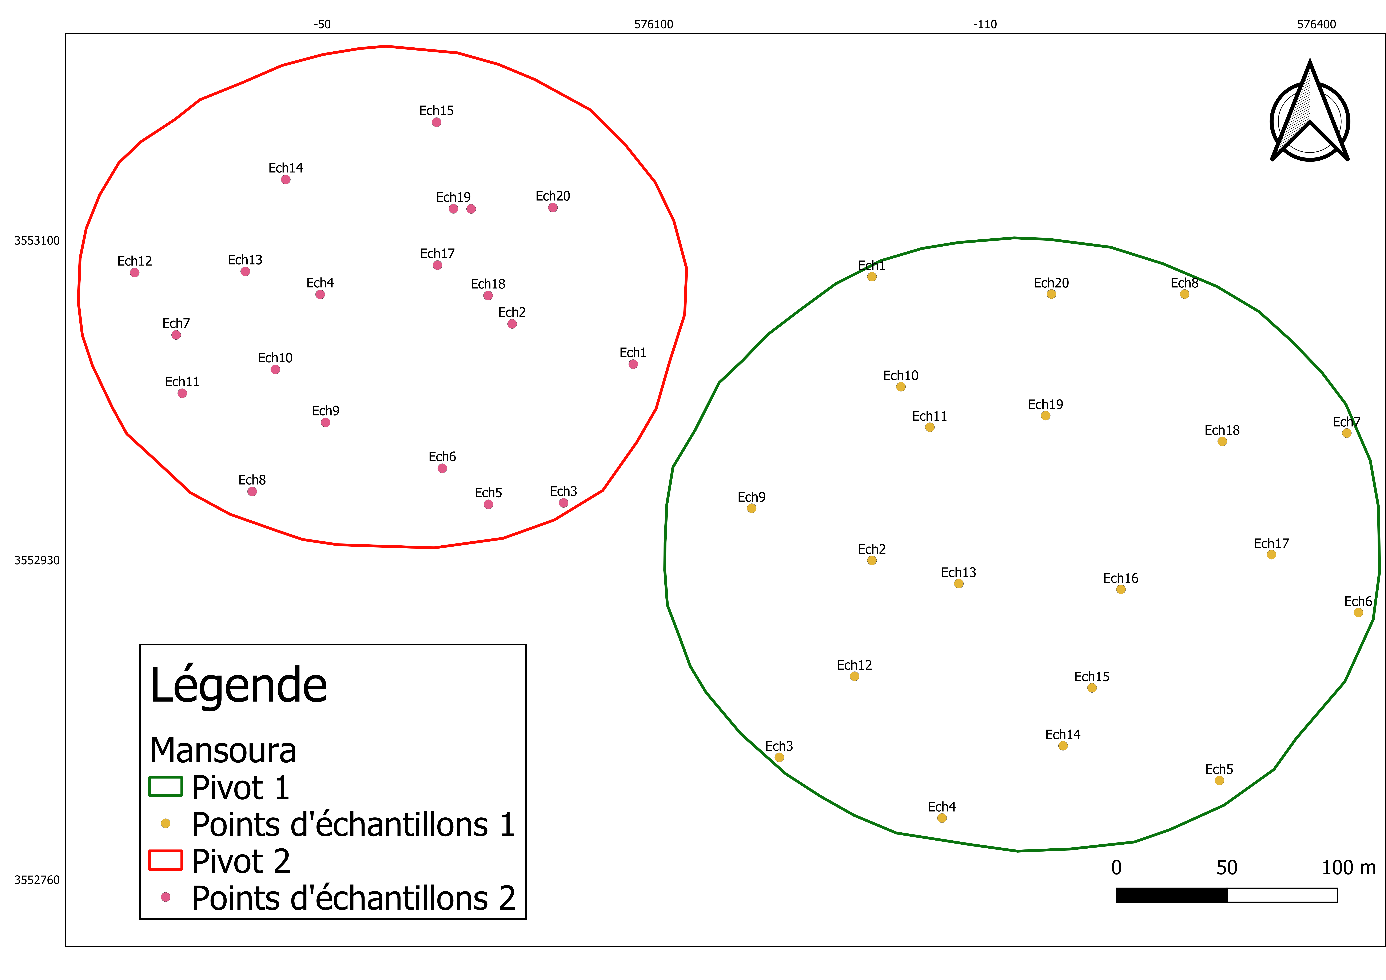 -50 576100 -110 576400
Ech15
Ech14
Ech19 Ech20
3553100
Ech12 Ech13 Ech17
Ech4 Ech18
Ech1 Ech20 Ech8
Ech7 Ech2
Ech10 Ech1
Ech11 Ech10
Ech9 Ech11 Ech19 Ech18 Ech7
Ech6
Ech8 Ech5 Ech3 Ech9
3552930
Ech2 Ech13 Ech16 Ech17
Ech6
Ech12 Ech15
Ech14
Ech3 Ech5
Ech4
3552760
Légende
Mansoura
Pivot 1
Points d'échantillons 1
Pivot 2
Points d'échantillons 2
0 50 100 m